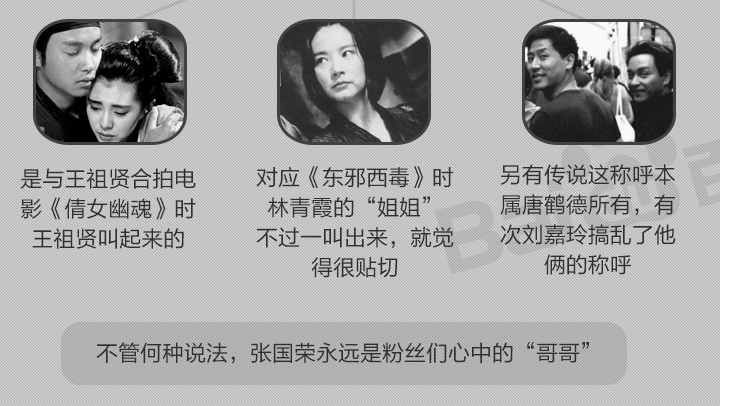 是与王祖贤合拍电
影《倩女幽魂》时
王祖贤叫起来的
对应《东邪西毒》时
林青霞的“姐姐”
不过一叫出来，就觉
得很贴切
另有传说这称呼本
属唐鹤德所有，有
次刘嘉玲搞乱了他
俩的称呼
不管何种说法，张国荣永远是粉丝们心中的“哥哥”